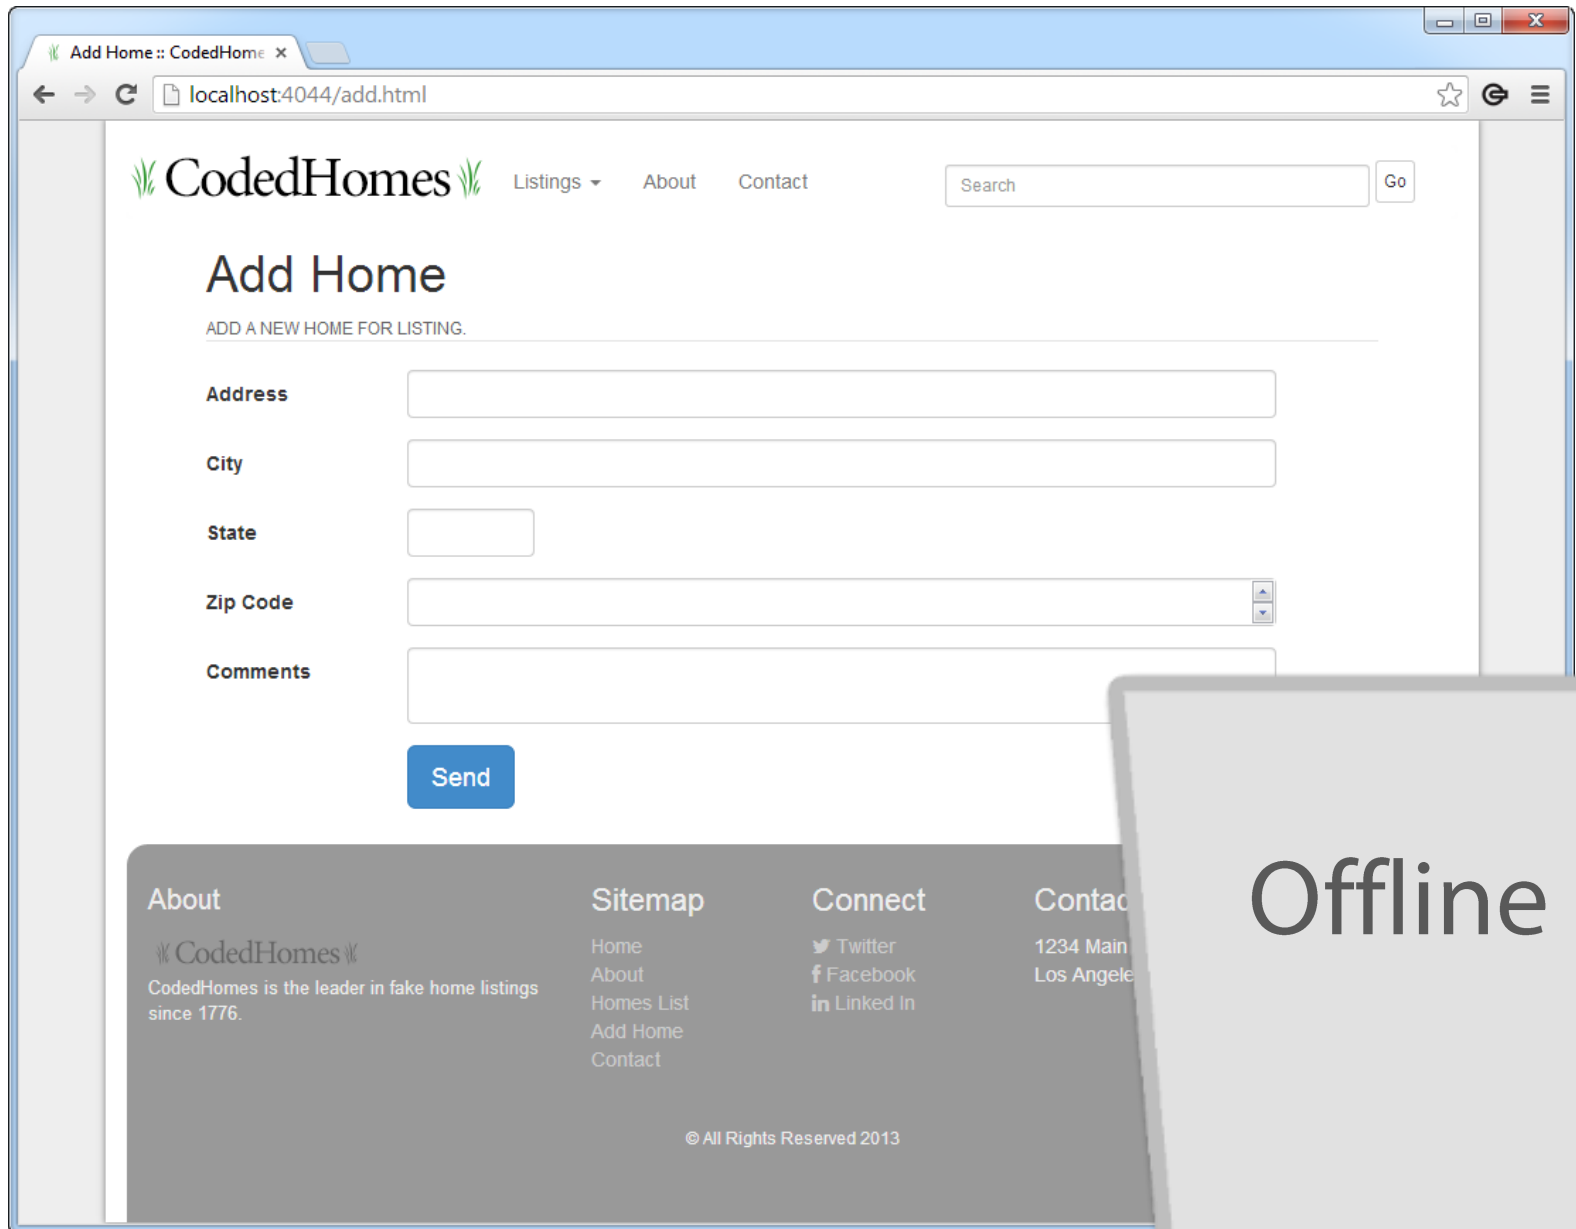 Add Home :: CodedHome
localhost:4044/add.html
CodedHomes
Listings
About
Contact
Search
Go
Add Home
ADD A NEW HOME FOR LISTING.
Address
City
State
Zip Code
Comments
Send
About
CodedHomes
CodedHomes is the leader in fake home listings
since 1776.
Sitemap
Home
About
Homes List
Add Home
Contact
Connect
Twitter
Facebook
Linked In
Contac
1234 Main
Los Angele
© All Rights Reserved 2013
Offline